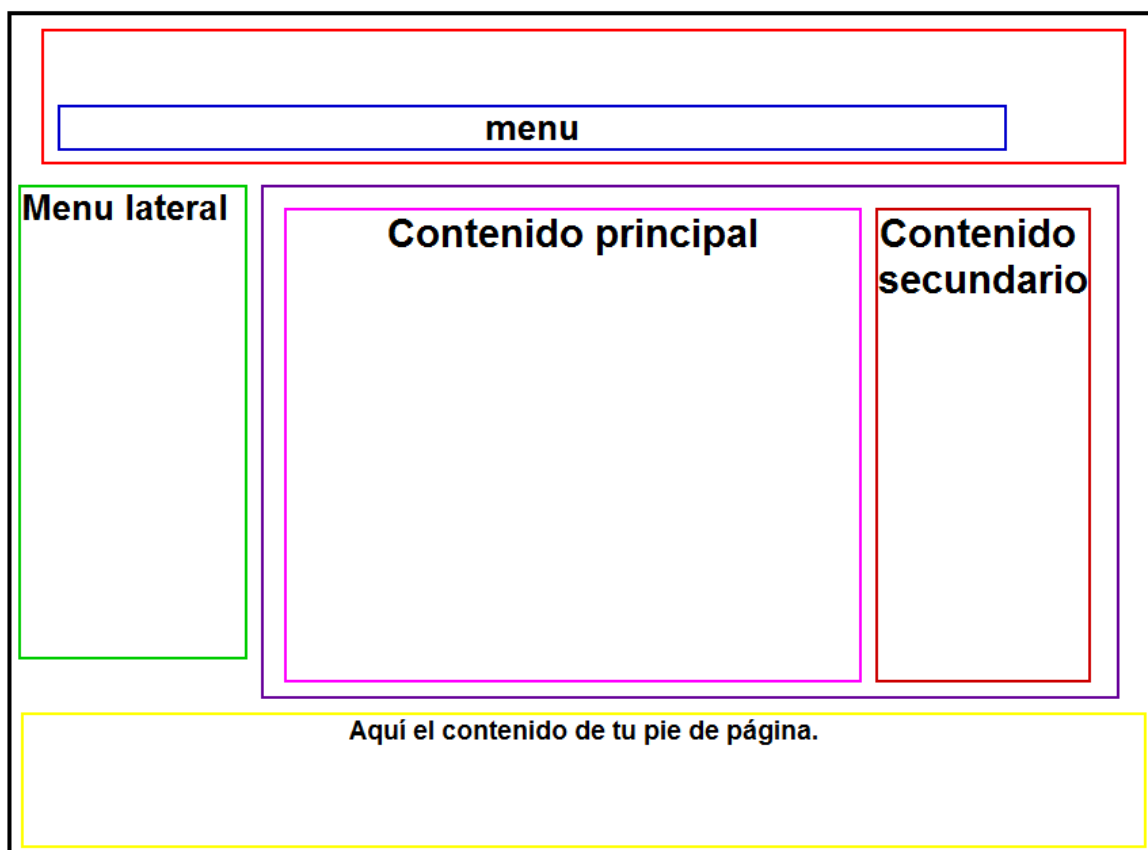 menu
Menu lateral
Contenido principal
Contenido
secundario
Aquí el contenido de tu pie de página.